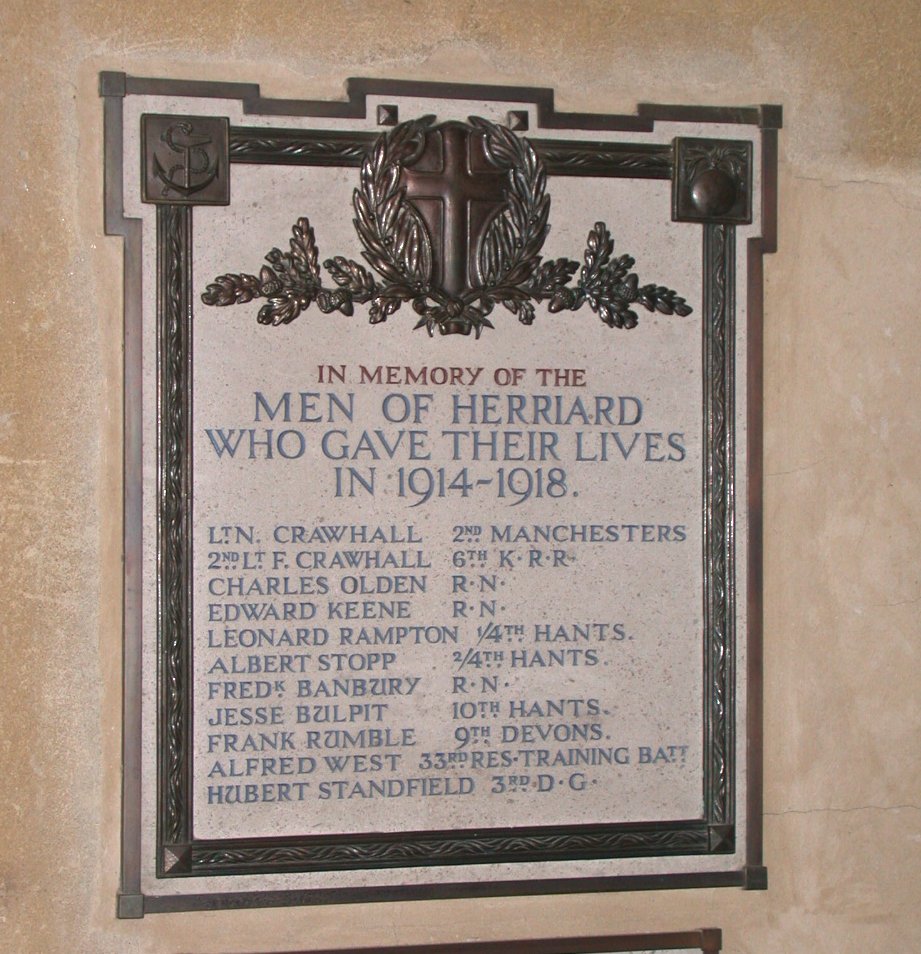 IN MEMORY OF THE
MEN OF HERRIARD
WHO GAVE THEIR LIVES
IN 1914-1918.
LT N. CRAWHALL 2ND MANCHESTERS
2ND LT F. CRAWHALL 6TH K·R·R·
CHARLES OLDEN R·N·
EDWARD KEENE R·N·
LEONARD RAMPTON 1/4TH HANTS.
ALBERT STOPP 2/4TH HANTS.
FREDK BANBURY R·N·
JESSE BULPIT 10TH HANTS.
FRANK RUMBLE 9TH DEVONS.
ALFRED WEST 33RD RES·TRAINING BATT
HUBERT STANDFIELD 3RD D·G·